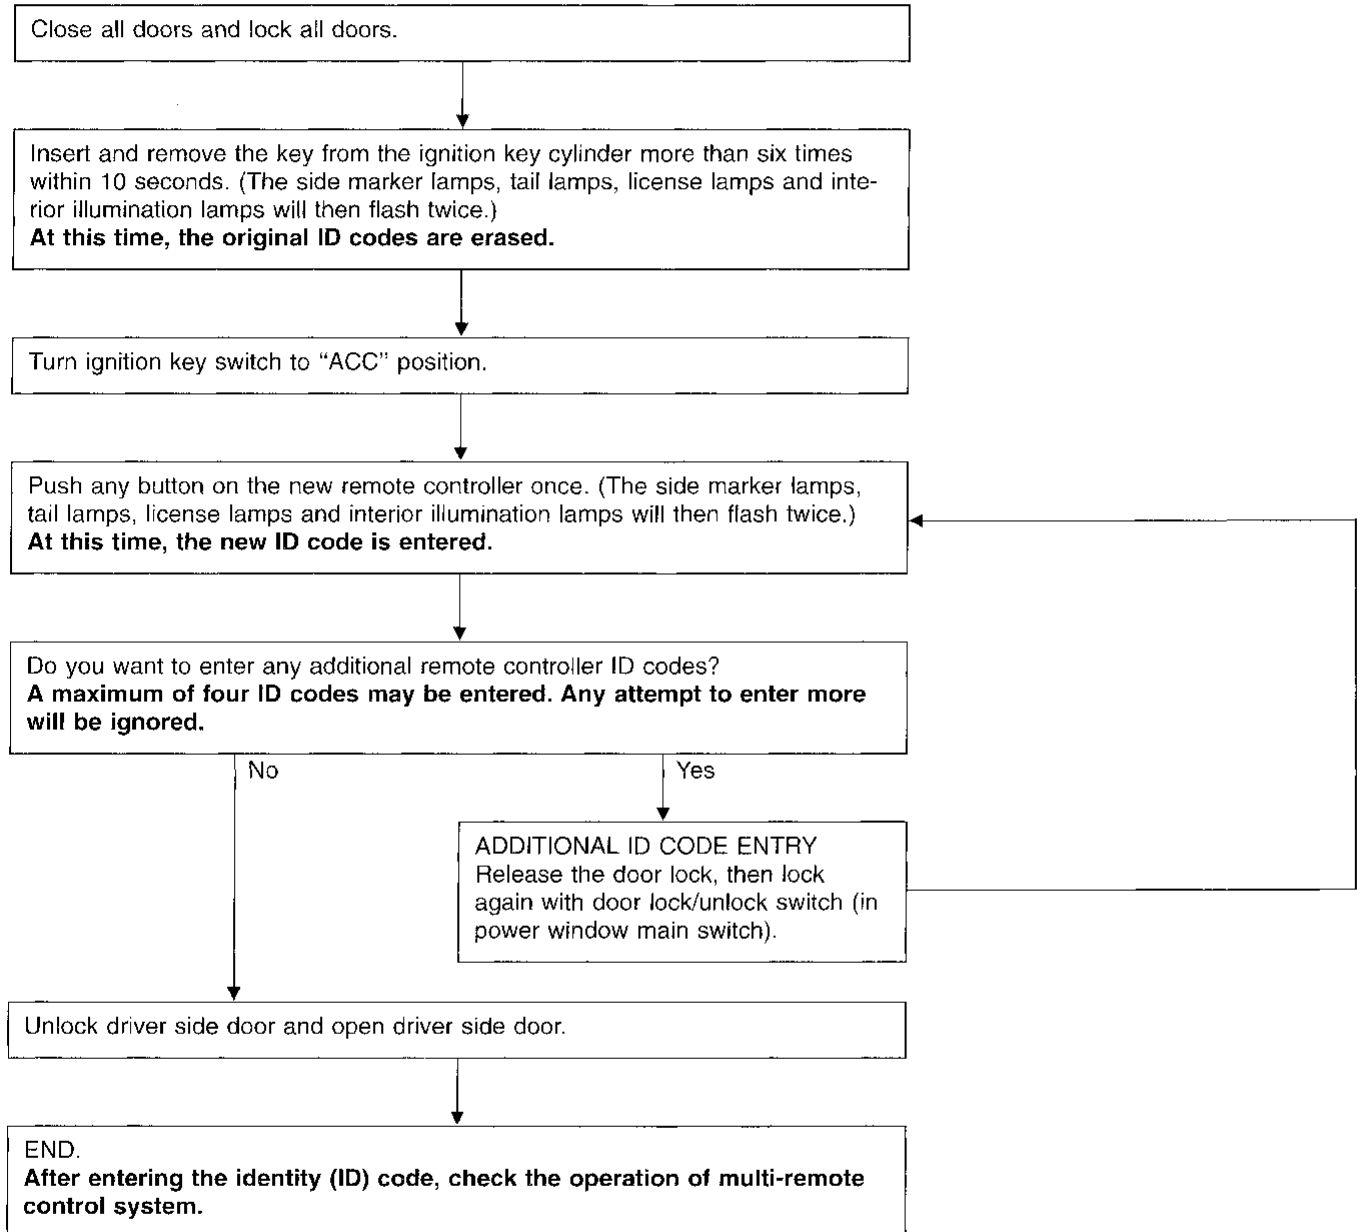 Close all doors and lock all doors.
Insert and remove the key from the ignition key cylinder more than six times
within 10 seconds. (The side marker lamps, tail lamps, license lamps and inte-
rior illumination lamps will then flash twice.)
At this time, the original ID codes are erased.
Turn ignition key switch to “ACC” position.
Push any button on the new remote controller once. (The side marker lamps,
tail lamps, license lamps and interior illumination lamps will then flash twice.)
At this time, the new ID code is entered.
Do you want to enter any additional remote controller ID codes?
A maximum of four ID codes may be entered. Any attempt to enter more
will be ignored.
No
Yes
ADDITIONAL ID CODE ENTRY
Release the door lock, then lock
again with door lock/unlock switch (in
power window main switch).
Unlock driver side door and open driver side door.
END.
After entering the identity (ID) code, check the operation of multi-remote
control system.